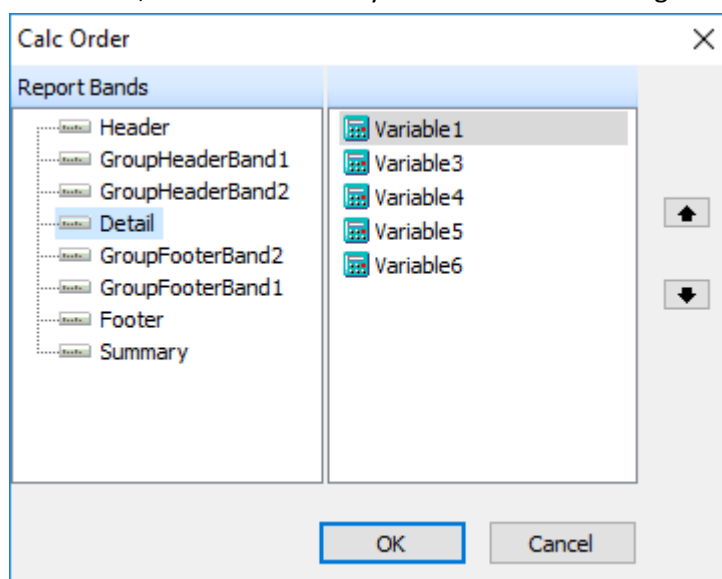 Calc Order
Report Bands
Header
GroupHeaderBand1
GroupHeaderBand2
Detail
GroupFooterBand2
GroupFooterBand1
Footer
Summary
Variable1
Variable3
Variable4
Variable5
Variable6
OK
Cancel